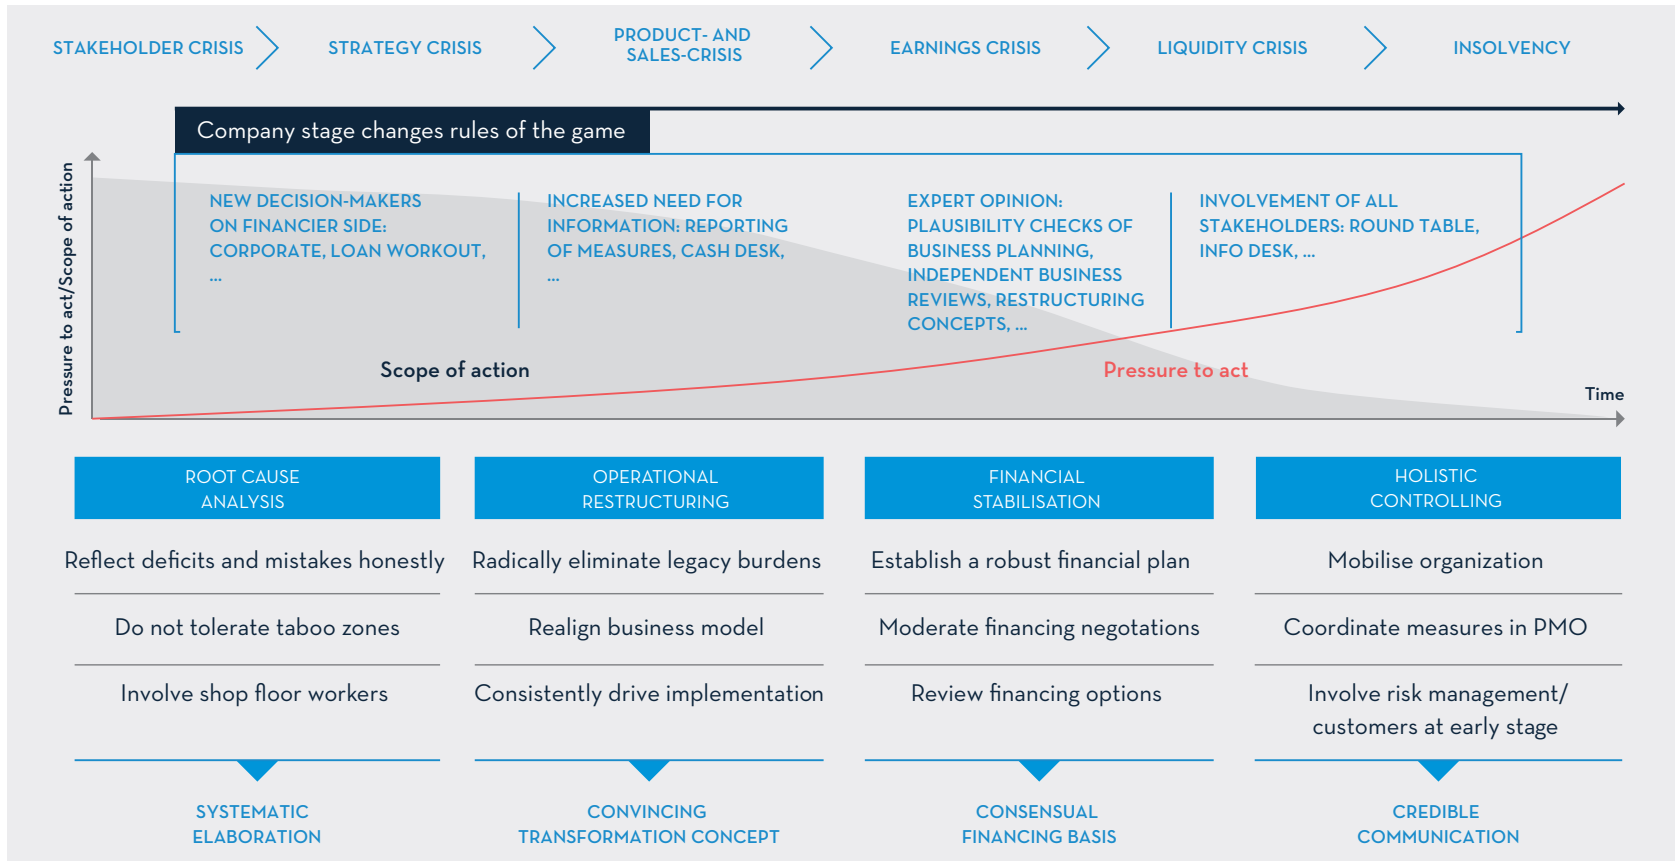 STAKEHOLDER CRISIS
STRATEGY CRISIS
PRODUCT- AND
SALES-CRISIS
EARNINGS CRISIS
LIQUIDITY CRISIS
INSOLVENCY
Company stage changes rules of the game
Pressure to act/Scope of action
NEW DECISION-MAKERS
ON FINANCIER SIDE:
CORPORATE, LOAN WORKOUT,
...
INCREASED NEED FOR
INFORMATION: REPORTING
OF MEASURES, CASH DESK,
...
EXPERT OPINION:
PLAUSIBILITY CHECKS OF
BUSINESS PLANNING,
INDEPENDENT BUSINESS
REVIEWS, RESTRUCTURING
CONCEPTS, ...
INVOLVEMENT OF ALL
STAKEHOLDERS: ROUND TABLE,
INFO DESK, ...
Scope of action
Pressure to act
Time
ROOT CAUSE
ANALYSIS
Reflect deficits and mistakes honestly
Do not tolerate taboo zones
Involve shop floor workers
SYSTEMATIC
ELABORATION
OPERATIONAL
RESTRUCTURING
Radically eliminate legacy burdens
Realign business model
Consistently drive implementation
CONVINCING
TRANSFORMATION CONCEPT
FINANCIAL
STABILISATION
Establish a robust financial plan
Moderate financing negotations
Review financing options
CONSENSUAL
FINANCING BASIS
HOLISTIC
CONTROLLING
Mobilise organization
Coordinate measures in PMO
Involve risk management/
customers at early stage
CREDIBLE
COMMUNICATION